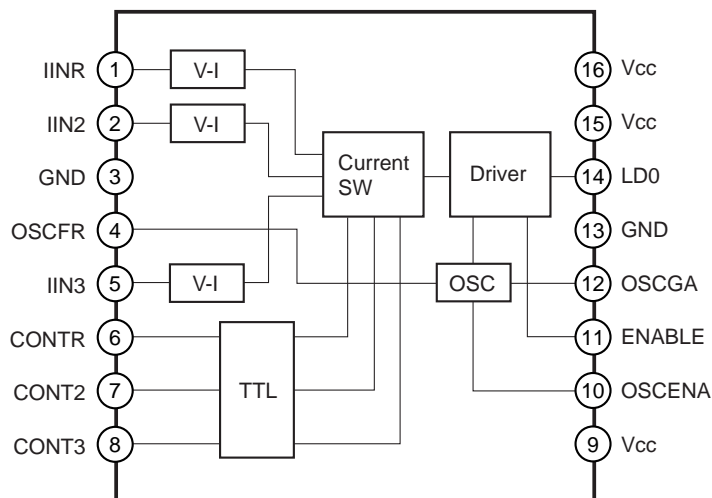 IINR 1 V-I 16 Vcc
IIN2 2 V-I 15 Vcc
GND 3 Current SW Driver 14 LD0
13 GND
OSCFR 4
IIN3 5 V-I OSC 12 OSCGA
CONTR 6 11 ENABLE
CONT2 7 TTL 10 OSCENA
CONT3 8 9 Vcc